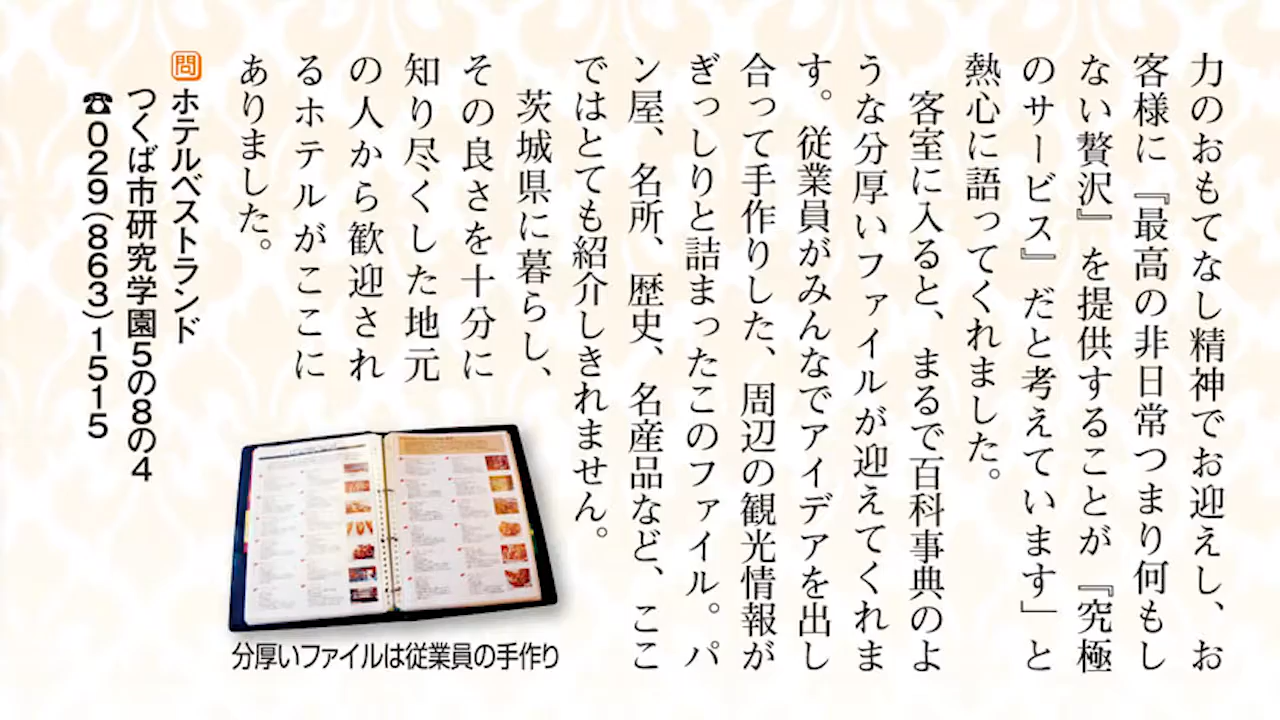 力のおもてなし精神でお迎えし、お
客様に『最高の非日常つまり何もし
ない贅沢』を提供することが『究極
のサービス』だと考えています」と
熱心に語ってくれました。
客室に入ると、まるで百科事典のよ
うな分厚いファイルが迎えてくれま
す。従業員がみんなでアイデアを出し
合って手作りした、周辺の観光情報が
ぎっしりと詰まったこのファイル。パ
ン屋、名所、歴史、名産品など、ここ
ではとても紹介しきれません。
茨城県に暮らし、
その良さを十分に
知り尽くした地元
の人から歓迎され
るホテルがここに
ありました。
問 ホテルベストランド
つくば市研究学園5の8の4
☎029(863)1515
分厚いファイルは従業員の手作り